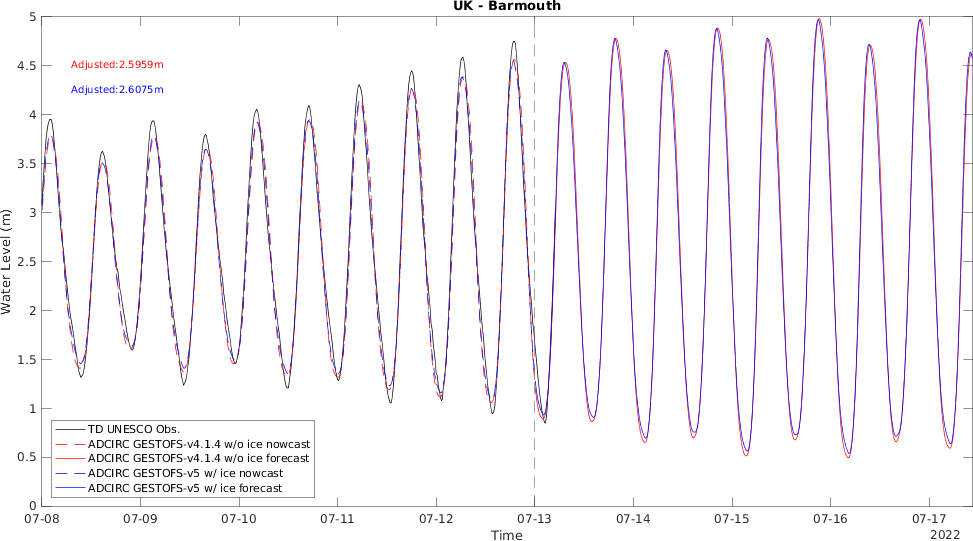 UK - Barmouth
5
4.5
4
3.5
3
2.5
2
1.5
1
0.5
0
Water Level (m)
Adjusted:2.5959m
Adjusted:2.6075m
TD UNESCO Obs.
ADCIRC GESTOFS-v4.1.4 w/o ice nowcast
ADCIRC GESTOFS-v4.1.4 w/o ice forecast
ADCIRC GESTOFS-v5 w/ ice nowcast
ADCIRC GESTOFS-v5 w/ ice forecast
07-08 07-09 07-10 07-11 07-12 07-13 07-14 07-15 07-16 07-17
Time
2022